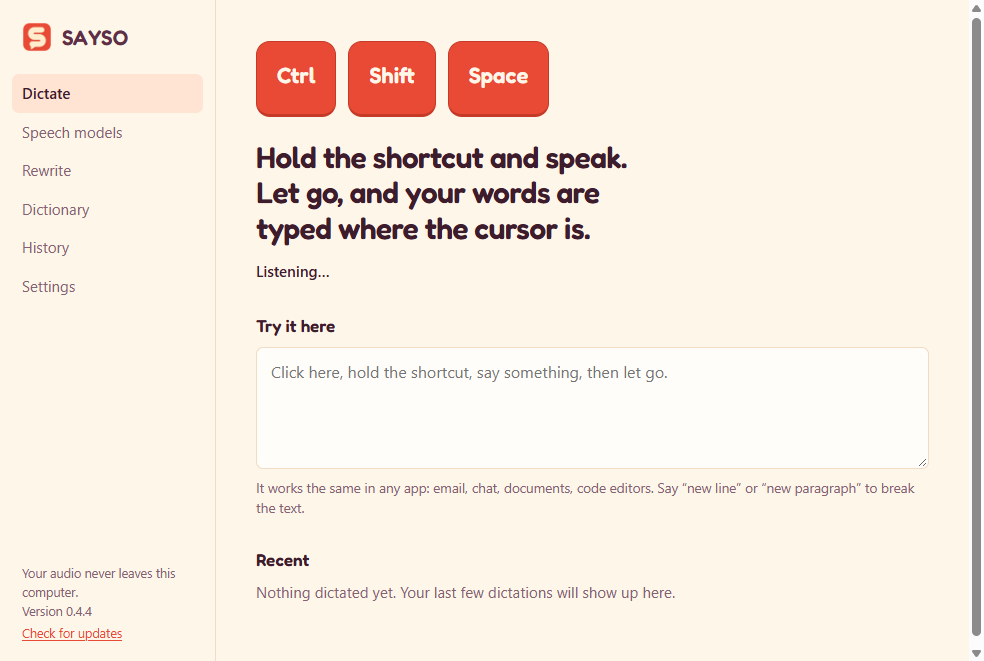 SAYSO
Dictate
Speech models
Rewrite
Dictionary
History
Settings
Your audio never leaves this
computer.
Version 0.4.4
Check for updates
Ctrl
Shift
Space
Hold the shortcut and speak.
Let go, and your words are
typed where the cursor is.
Listening...
Try it here
Click here, hold the shortcut, say something, then let go.
It works the same in any app: email, chat, documents, code editors. Say “new line” or “new paragraph” to break
the text.
Recent
Nothing dictated yet. Your last few dictations will show up here.